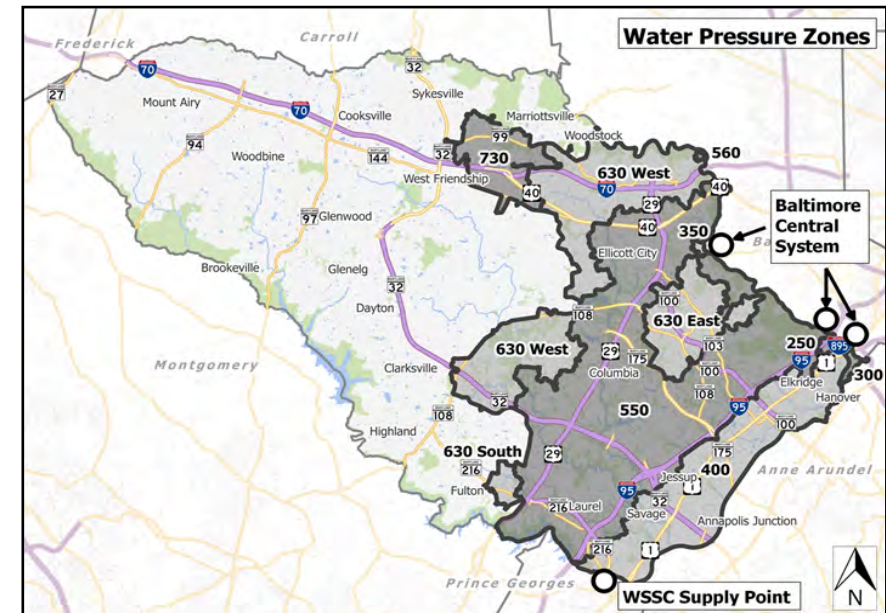 Water Pressure Zones
Frederick
Carroll
70
32
27
Mount Airy
70
Sykesville
Cooksville
Marriottsville
Woodstock
94
99
Woodbine
144
32
730
560
West Friendship
630 West
70
40
29
40
97
Glenwood
40
350
Baltimore
Central
System
Ellicott City
Brookeville
Glenelg
32
Dayton
100
108
630 East
630 West
103
250
895
29
175
95
1
300
Clarksville
Columbia
100
Elkridge
Hanover
32
108
550
95
100
108
Highland
630 South
29
175
Montgomery
216
400
Anne Arundel
Fulton
Jessup
1
95
32
216
Laurel
Savage
Annapolis Junction
216
1
Prince Georges
WSSC Supply Point
N